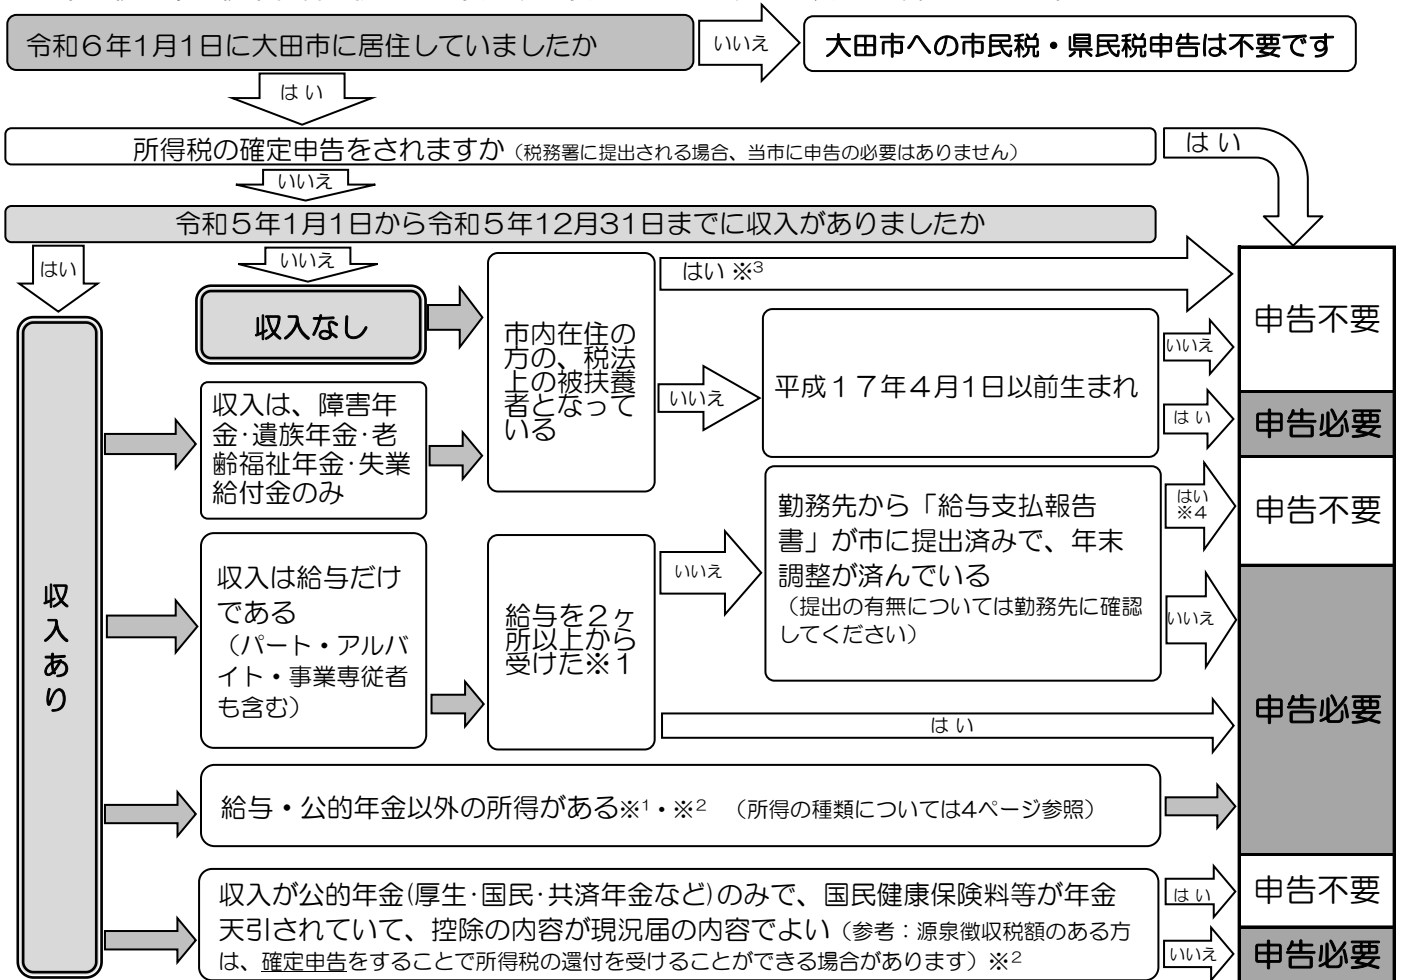 令和６年1月1日に大田市に居住していましたか
いいえ
大田市への市民税・県民税申告は不要です
は い
所得税の確定申告をされますか（税務署に提出される場合、当市に申告の必要はありません）
は い
いいえ
令和５年１月１日から令和５年１２月３１日までに収入がありましたか
はい
いいえ
収入なし
市内在住の
方の、税法
上の被扶養
者となって
いる
はい ※3
申告不要
いいえ
平成１７年４月１日以前生まれ
いいえ
は い
申告必要
収入は、障害年
金・遺族年金・老
齢福祉年金・失業
給付金のみ
収入あり
収入は給与だけ
である
（パート・アルバ
イト・事業専従者
も含む）
給与を２ヶ
所以上から
受けた※１
いいえ
勤務先から「給与支払報告
書」が市に提出済みで、年末
調整が済んでいる
（提出の有無については勤務先に確認
してください）
はい
※４
申告不要
いいえ
は い
申告必要
給与・公的年金以外の所得がある※1・※2 （所得の種類については4ページ参照）
収入が公的年金(厚生・国民・共済年金など)のみで、国民健康保険料等が年金
天引されていて、控除の内容が現況届の内容でよい（参考：源泉徴収税額のある方
は、確定申告をすることで所得税の還付を受けることができる場合があります）※2
は い
申告不要
いいえ
申告必要